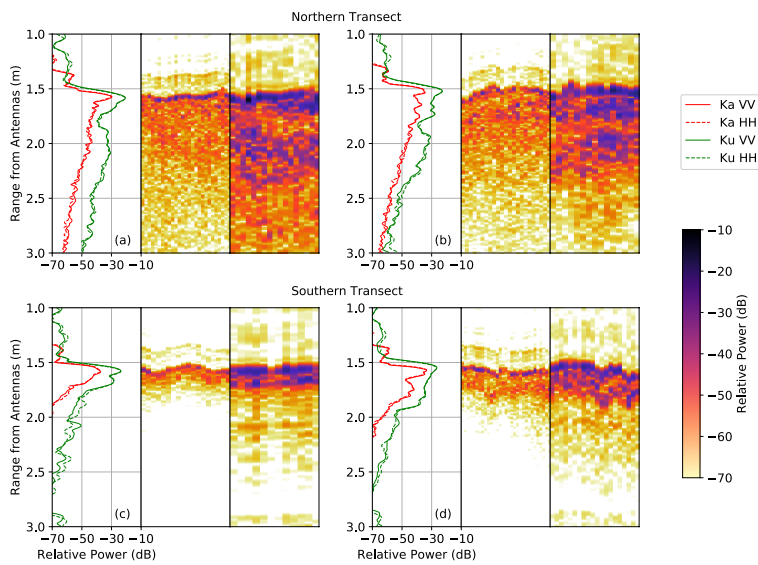 Northern Transect
1.0
1.5
2.0
2.5
3.0
Range from Antennas (m)
(a)
−70 −50 −30 −10
1.0
1.5
2.0
2.5
3.0
(b)
−70 −50 −30 −10
Ka VV
Ka HH
Ku VV
Ku HH
Southern Transect
1.0
1.5
2.0
2.5
3.0
Range from Antennas (m)
(c)
−70 −50 −30 −10
Relative Power (dB)
1.0
1.5
2.0
2.5
3.0
(d)
−70 −50 −30 −10
Relative Power (dB)
−10
−20
−30
−40
−50
−60
−70
Relative Power (dB)